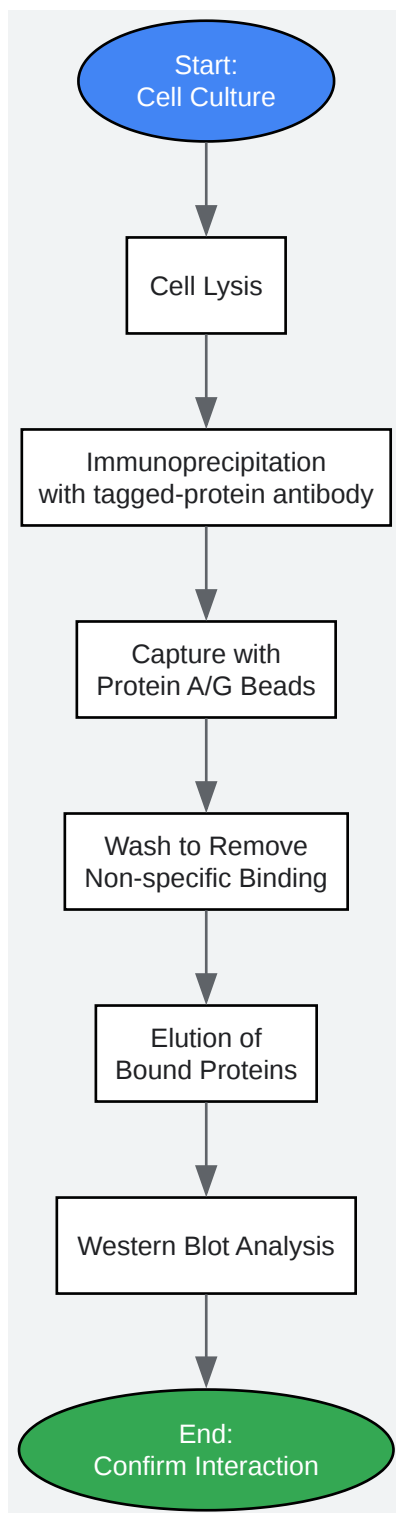 Start:
Cell Culture
Cell Lysis
Immunoprecipitation
with tagged-protein antibody
Capture with
Protein A/G Beads
Wash to Remove
Non-specific Binding
Elution of
Bound Proteins
Western Blot Analysis
End:
Confirm Interaction